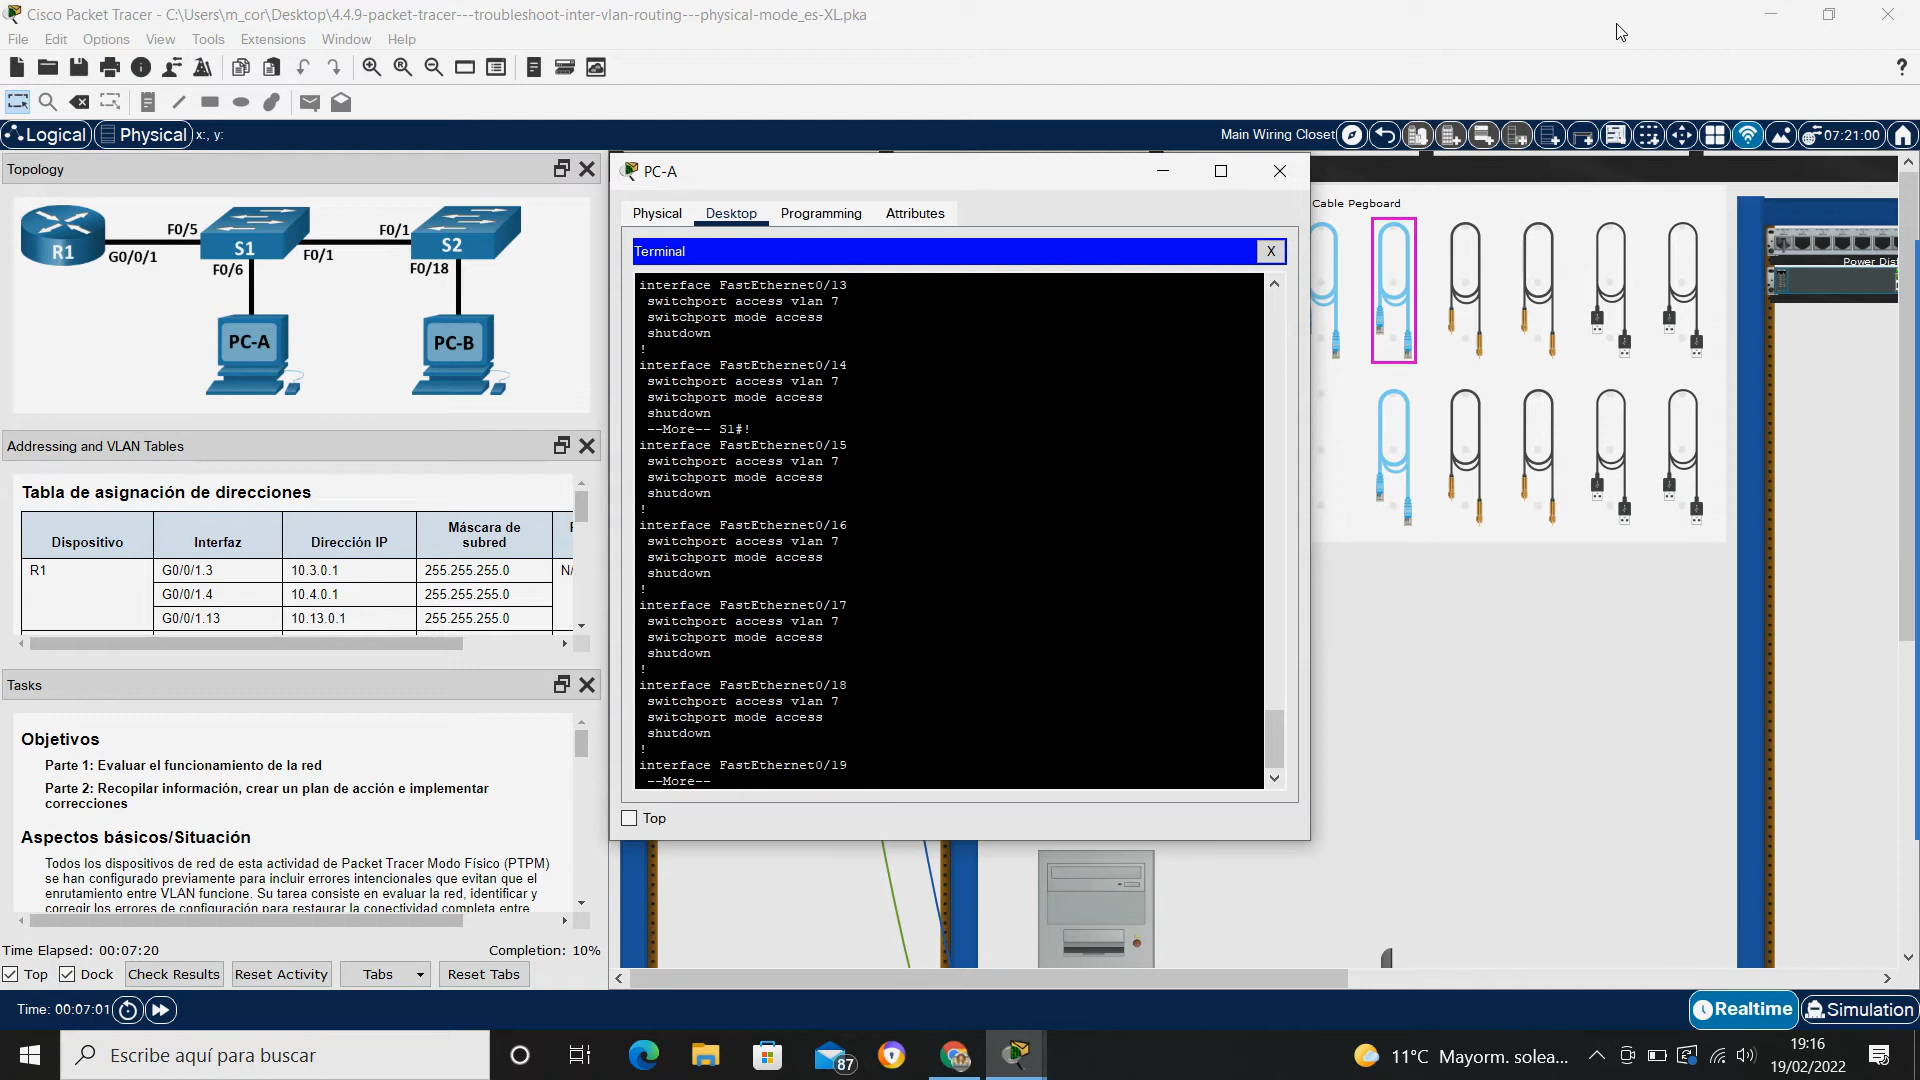 Cisco Packet Tracer - C:\Users\m_cor\Desktop\4.4.9-packet-tracer---troubleshoot-inter-vlan-routing---physical-mode_es-XL.pka
File Edit Options View Tools Extensions Window Help
Logical Physical x:, y: Main Wiring Closet 07:21:00
Topology
R1
G0/0/1
F0/5
S1
F0/6
F0/1
F0/1
S2
F0/18
PC-A
PC-B
Addressing and VLAN Tables
Tabla de asignación de direcciones
Dispositivo Interfaz Dirección IP Máscara de subred
R1 G0/0/1.3 10.3.0.1 255.255.255.0 N/
G0/0/1.4 10.4.0.1 255.255.255.0
G0/0/1.13 10.13.0.1 255.255.255.0
Tasks
Objetivos
Parte 1: Evaluar el funcionamiento de la red
Parte 2: Recopilar información, crear un plan de acción e implementar
correcciones
Aspectos básicos/Situación
Todos los dispositivos de red de esta actividad de Packet Tracer Modo Físico (PTPM)
se han configurado previamente para incluir errores intencionales que evitan que el
enrutamiento entre VLAN funcione. Su tarea consiste en evaluar la red, identificar y
corregir los errores de configuración para restaurar la conectividad completa entre
Time Elapsed: 00:07:20 Completion: 10%
Top Dock Check Results Reset Activity Tabs Reset Tabs
PC-A
Physical Desktop Programming Attributes
Terminal X
interface FastEthernet0/13
switchport access vlan 7
switchport mode access
shutdown
!
interface FastEthernet0/14
switchport access vlan 7
switchport mode access
shutdown
--More-- S1#!
interface FastEthernet0/15
switchport access vlan 7
switchport mode access
shutdown
!
interface FastEthernet0/16
switchport access vlan 7
switchport mode access
shutdown
!
interface FastEthernet0/17
switchport access vlan 7
switchport mode access
shutdown
!
interface FastEthernet0/18
switchport access vlan 7
switchport mode access
shutdown
!
interface FastEthernet0/19
--More--
Top
Cable Pegboard
Power Dis
Time: 00:07:01 Realtime Simulation
Escribe aquí para buscar 87 11°C Mayorm. solea... 19:16
19/02/2022